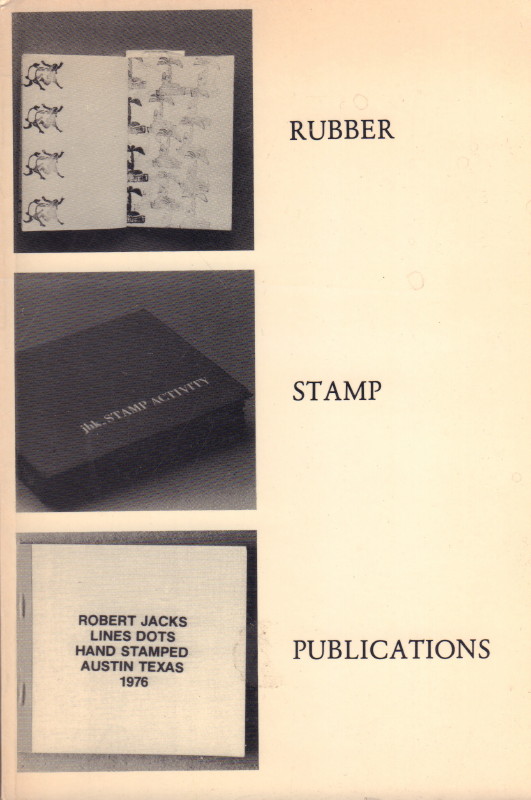 RUBBER
jhk. STAMP ACTIVITY
STAMP
ROBERT JACKS
LINES DOTS
HAND STAMPED
AUSTIN TEXAS
1976
PUBLICATIONS